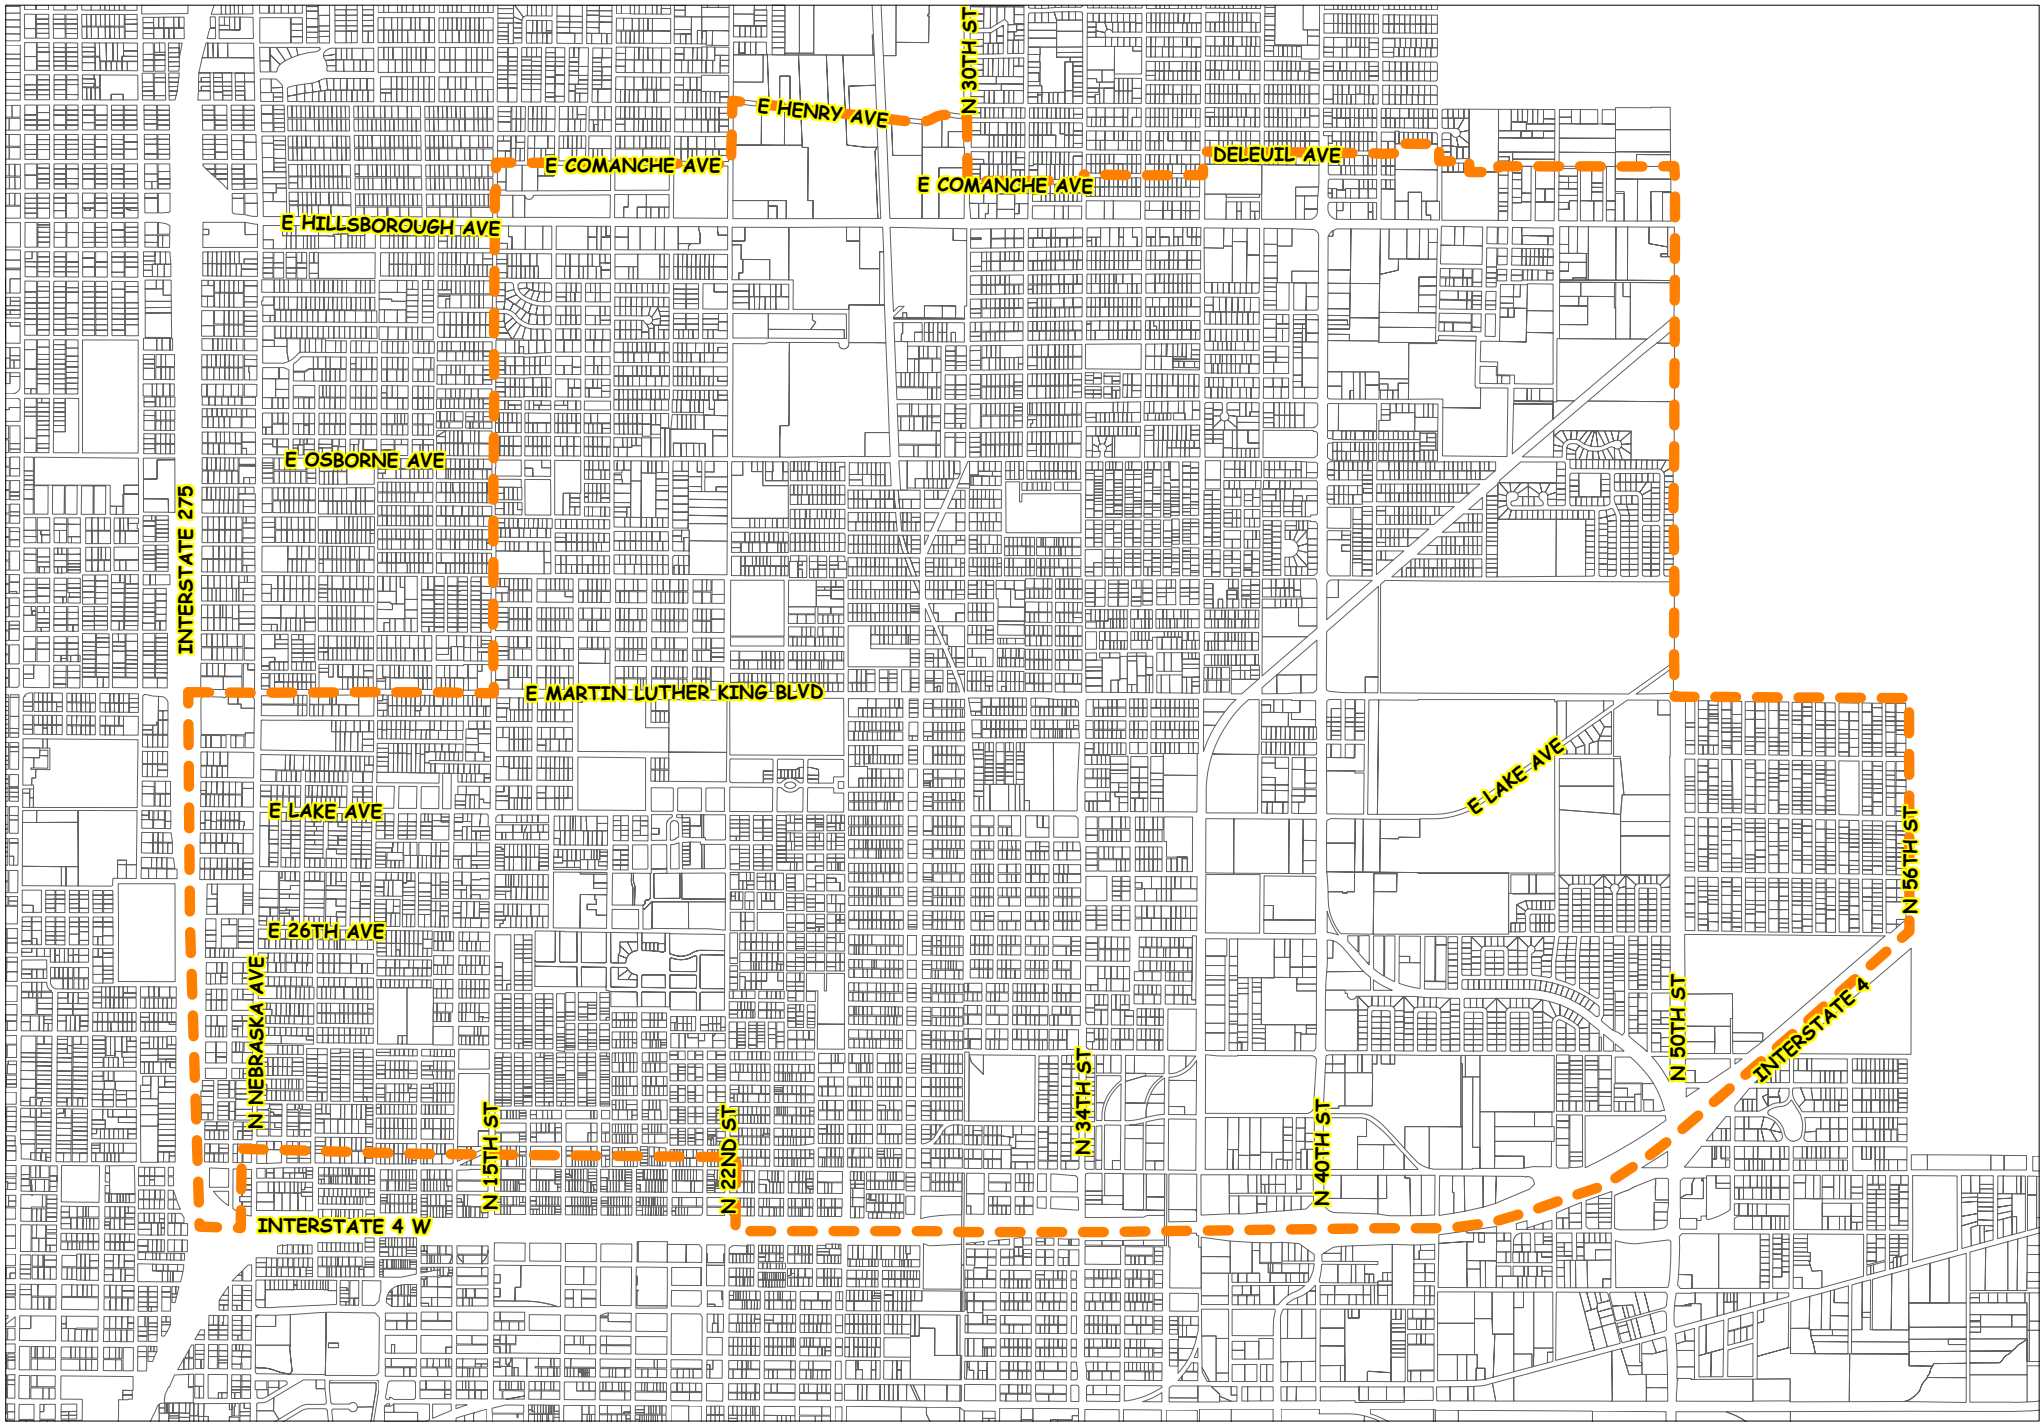 N 30TH ST
E HENRY AVE
E COMANCHE AVE
DELEUIL AVE
E COMANCHE AVE
E HILLSBOROUGH AVE
E OSBORNE AVE
INTERSTATE 275
E MARTIN LUTHER KING BLVD
E LAKE AVE
E LAKE AVE
N 56TH ST
E 26TH AVE
N NEBRASKA AVE
N 50TH ST
INTERSTATE 4
N 15TH ST
N 22ND ST
N 34TH ST
N 40TH ST
INTERSTATE 4 W